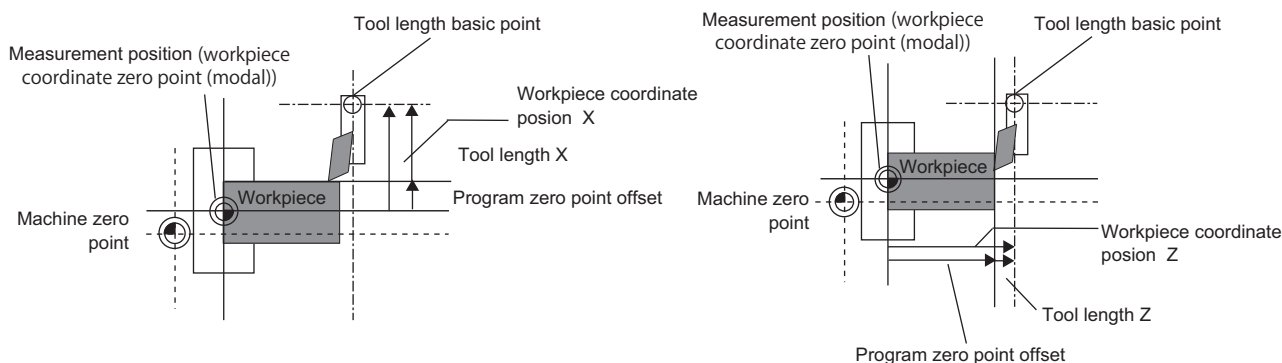 Tool length basic point
Measurement position (workpiece
coordinate zero point (modal))
Workpiece coordinate
posion X
Tool length X
Workpiece
Program zero point offset
Machine zero
point
Tool length basic point
Measurement position (workpiece
coordinate zero point (modal))
Workpiece
Machine zero
point
Workpiece coordinate
posion Z
Tool length Z
Program zero point offset